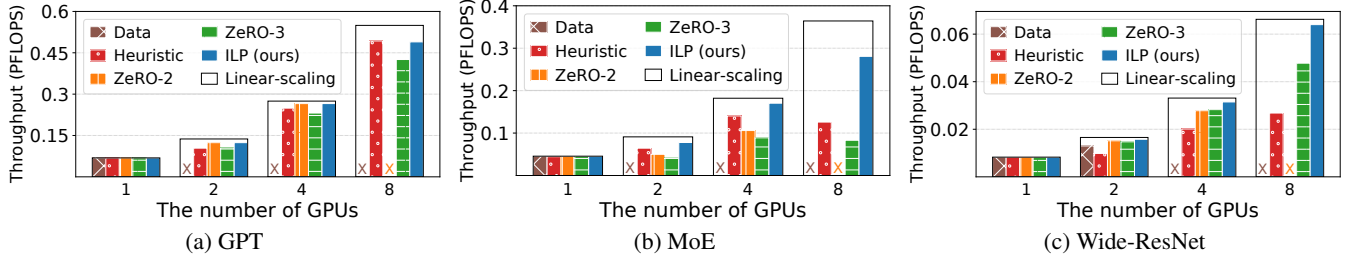 Throughput (PFLOPS)
0.6
0.45
0.3
0.15
Data
Heuristic
ZeRO-2
ZeRO-3
ILP (ours)
Linear-scaling
x
x
x
x
1
2
4
8
The number of GPUs
(a) GPT
Throughput (PFLOPS)
0.4
0.3
0.2
0.1
Data
Heuristic
ZeRO-2
ZeRO-3
ILP (ours)
Linear-scaling
x
x
x
x
1
2
4
8
The number of GPUs
(b) MoE
Throughput (PFLOPS)
0.06
0.04
0.02
Data
Heuristic
ZeRO-2
ZeRO-3
ILP (ours)
Linear-scaling
x
x
x
1
2
4
8
The number of GPUs
(c) Wide-ResNet